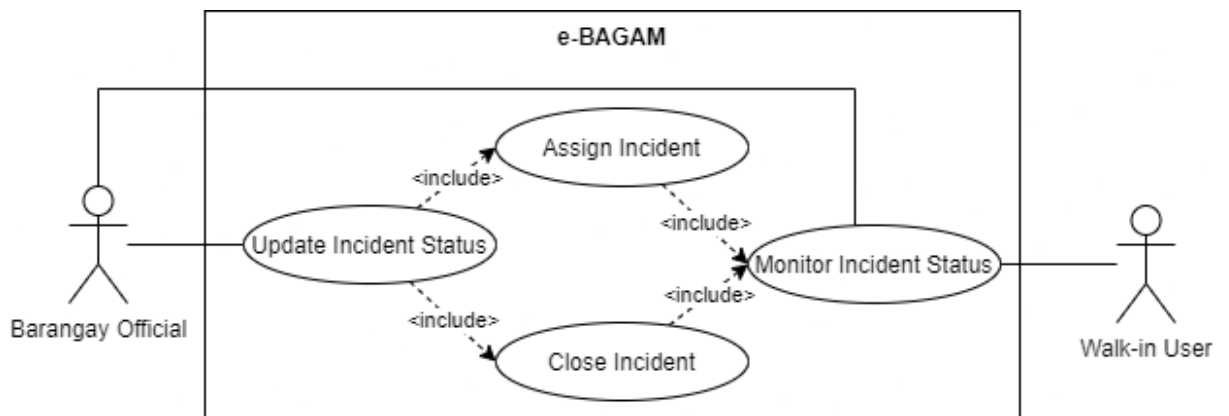 e-BAGAM
Assign Incident
<include>
<include>
Update Incident Status
Monitor Incident Status
<include>
<include>
Barangay Official
Close Incident
Walk-in User